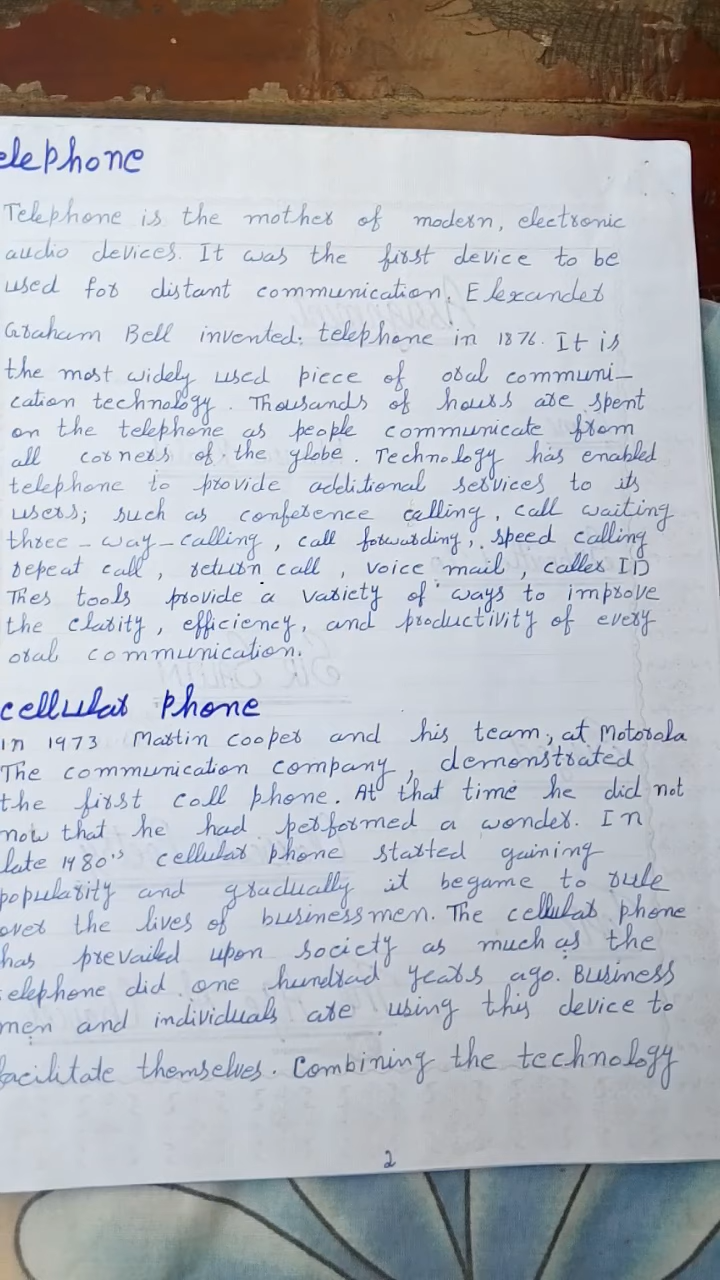 elephone
Telephone is the mother of modern, electronic
audio devices. It was the first device to be
used for distant communication. Elexander
Graham Bell invented telephone in 1876. It is
the most widely used piece of oral communi-
cation technology. Thousands of hours are spent
on the telephone as people communicate from
all corners of the globe. Technology has enabled
telephone to provide additional services to its
users; such as conference calling, call waiting
three-way-calling, call forwarding, speed calling
repeat call, return call, voice mail, caller ID
Thes tools provide a variety of ways to improve
the clarity, efficiency, and productivity of every
oral communication.
cellular Phone
In 1973 Martin cooper and his team, at Motorola
The communication company, demonstrated
the first coll phone. At that time he did not
now that he had performed a wonder. In
late 1980's cellular phone started gaining
popularity and gradually it begame to rule
over the lives of businessmen. The cellular phone
has prevailed upon society as much as the
elephone did one hundrad years ago. Business
men and individuals are using this device to
facilitate themselves. Combining the technology
2